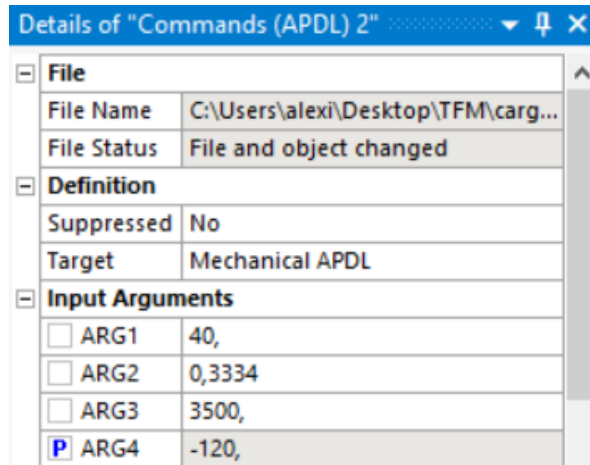 Details of "Commands (APDL) 2"
File
File Name C:\Users\alexi\Desktop\TFM\carg...
File Status File and object changed
Definition
Suppressed No
Target Mechanical APDL
Input Arguments
ARG1 40,
ARG2 0,3334
ARG3 3500,
P ARG4 -120,